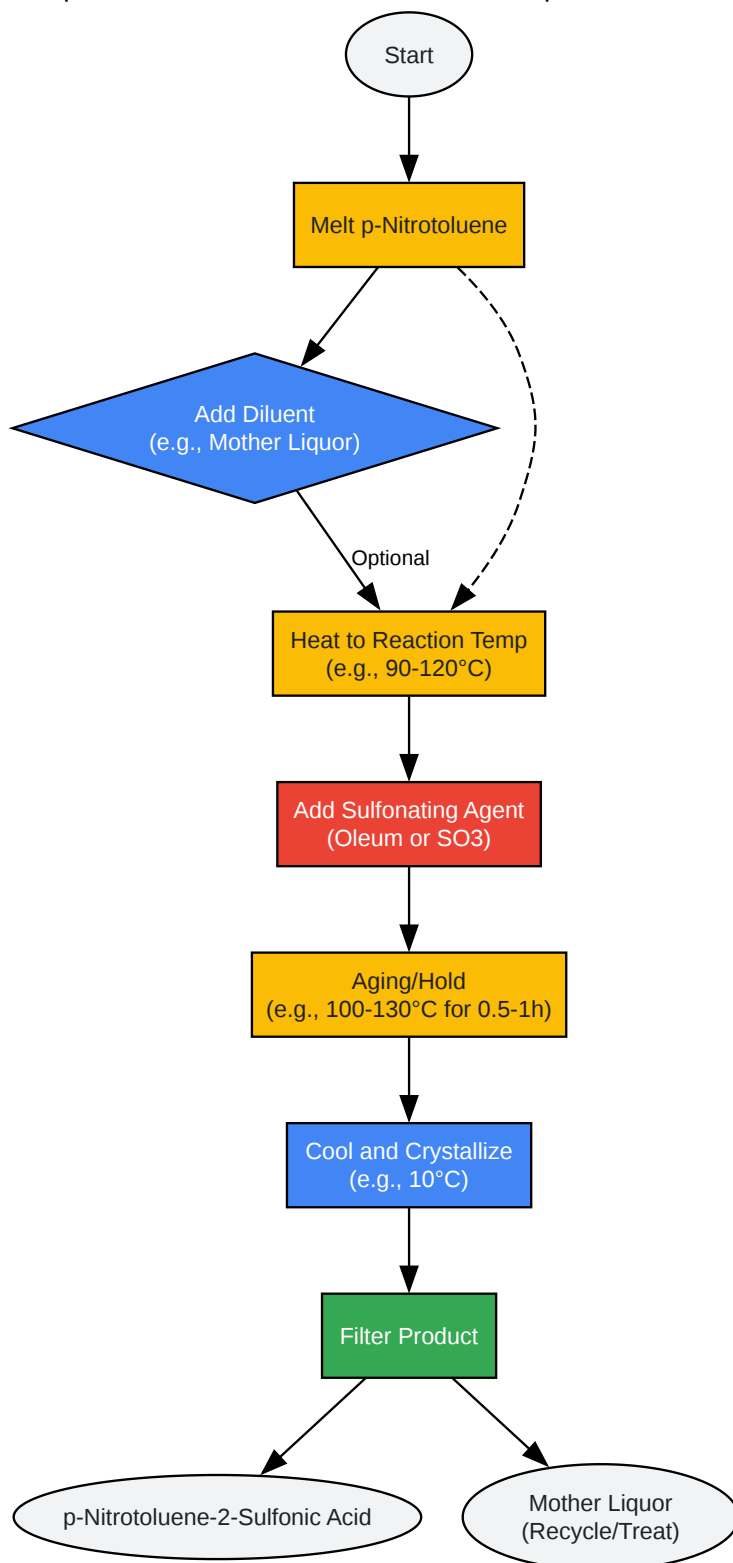 Start
Melt p-Nitrotoluene
Add Diluent
(e.g., Mother Liquor)
Optional
Heat to Reaction Temp
(e.g., 90-120°C)
Add Sulfonating Agent
(Oleum or SO3)
Aging/Hold
(e.g., 100-130°C for 0.5-1h)
Cool and Crystallize
(e.g., 10°C)
Filter Product
p-Nitrotoluene-2-Sulfonic Acid
Mother Liquor
(Recycle/Treat)